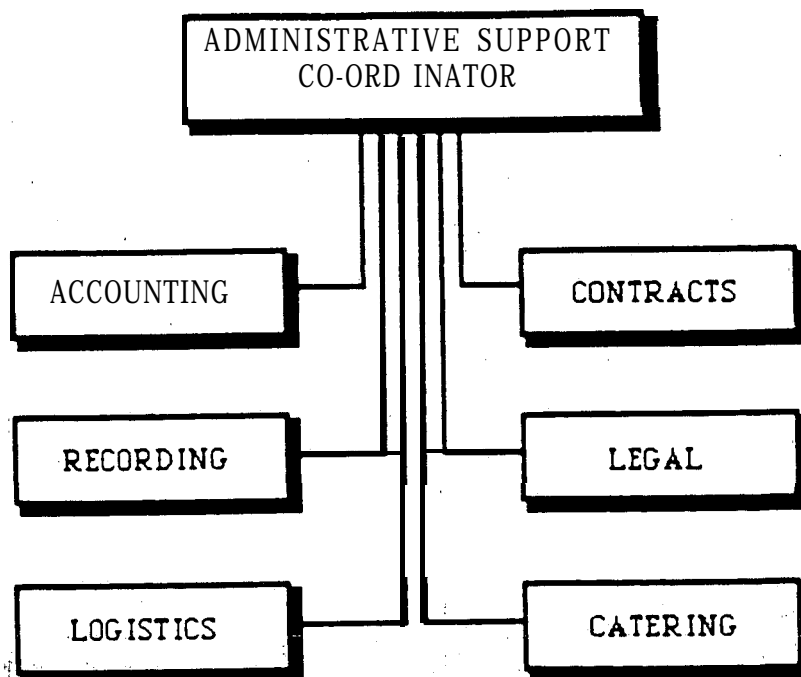 ADMINISTRATIVE SUPPORT
CO-ORD INATOR
ACCOUNTING
CONTRACTS
RECORDING
LEGAL
LOGISTICS
CATERING